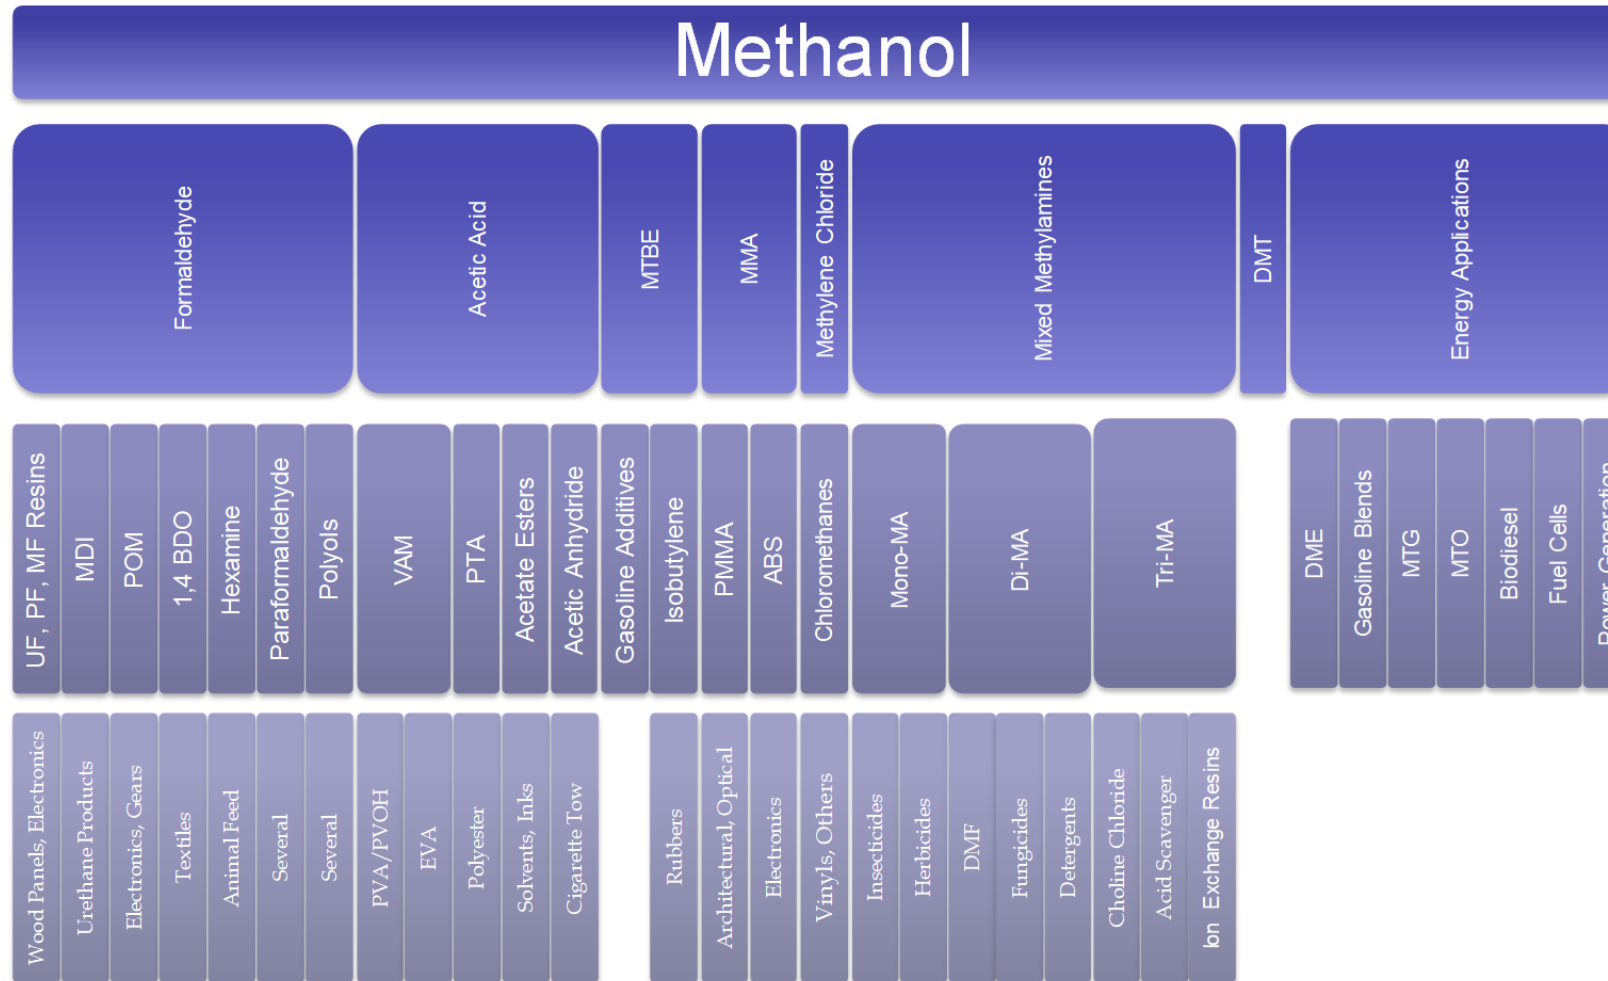 Methanol
Formaldehyde
Acetic Acid
MTBE
MMA
Methylene Chloride
Mixed Methylamines
DMT
Energy Applications
UF, PF, MF Resins
MDI
POM
1,4 BDO
Hexamine
Paraformaldehyde
Polyols
VAM
PTA
Acetate Esters
Acetic Anhydride
Gasoline Additives
Isobutylene
PMMA
ABS
Chloromethanes
Mono-MA
Di-MA
Tri-MA
DME
Gasoline Blends
MTG
MTO
Biodiesel
Fuel Cells
Power Generation
Wood Panels, Electronics
Urethane Products
Electronics, Gears
Textiles
Animal Feed
Several
Several
PVA/PVOH
EVA
Polyester
Solvents, Inks
Cigarette Tow
Rubbers
Architectural, Optical
Electronics
Vinyls, Others
Insecticides
Herbicides
DMF
Fungicides
Detergents
Choline Chloride
Acid Scavenger
Ion Exchange Resins